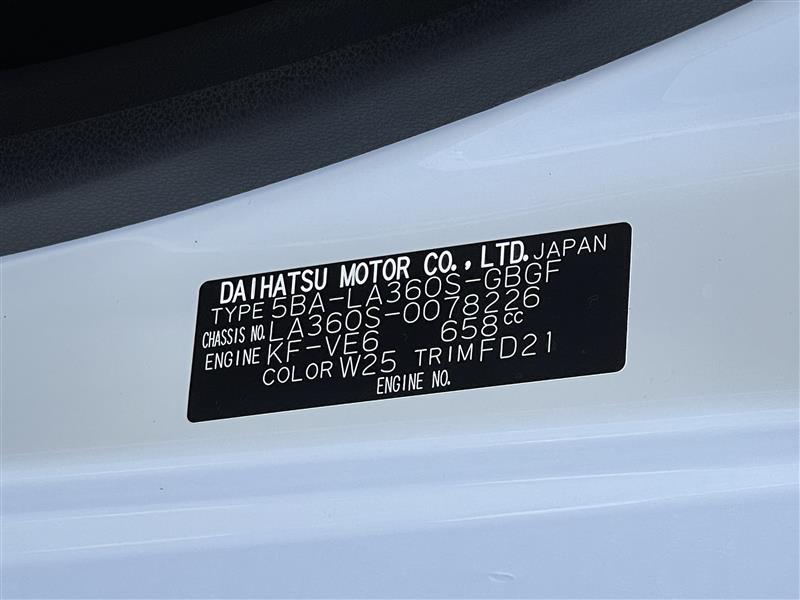 DAIHATSU MOTOR CO., LTD. JAPAN
TYPE 5BA-LA360S-GBGF
CHASSIS NO. LA360S-0078226
ENGINE KF-VE6 658cc
COLOR W25 TRIM FD21
ENGINE NO.